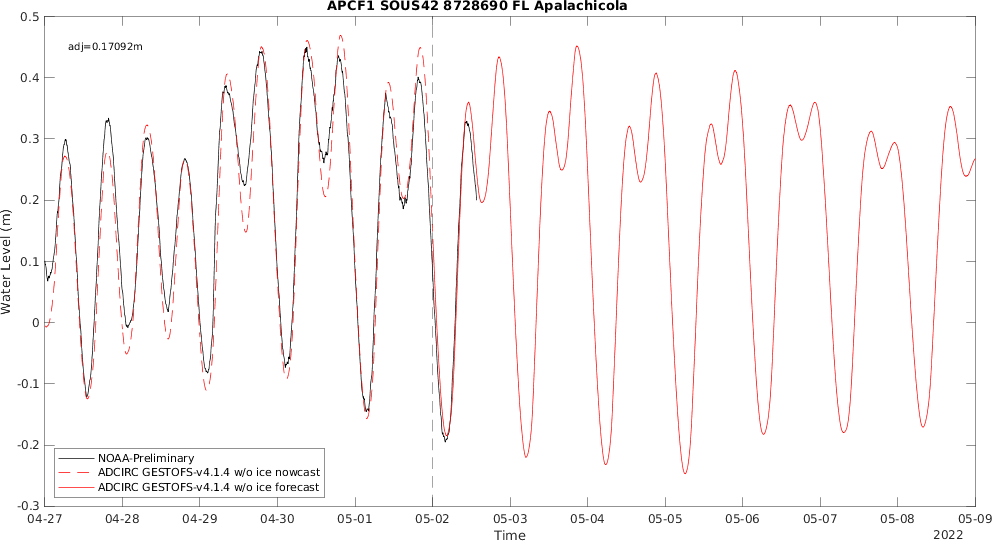 APCF1 SOUS42 8728690 FL Apalachicola
adj=0.17092m
0.5
0.4
0.3
0.2
0.1
0
-0.1
-0.2
-0.3
Water Level (m)
NOAA-Preliminary
ADCIRC GESTOFS-v4.1.4 w/o ice nowcast
ADCIRC GESTOFS-v4.1.4 w/o ice forecast
04-27 04-28 04-29 04-30 05-01 05-02 05-03 05-04 05-05 05-06 05-07 05-08 05-09
Time
2022